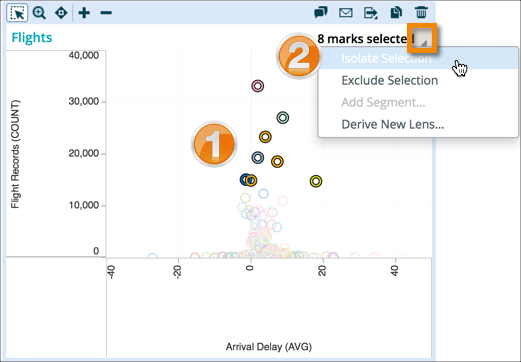 Flights
8 marks selected
2
Isolate Selection
Exclude Selection
Add Segment...
Derive New Lens...
1
Flight Records (COUNT)
40,000
30,000
20,000
10,000
0
-40
-20
0
20
40
Arrival Delay (AVG)